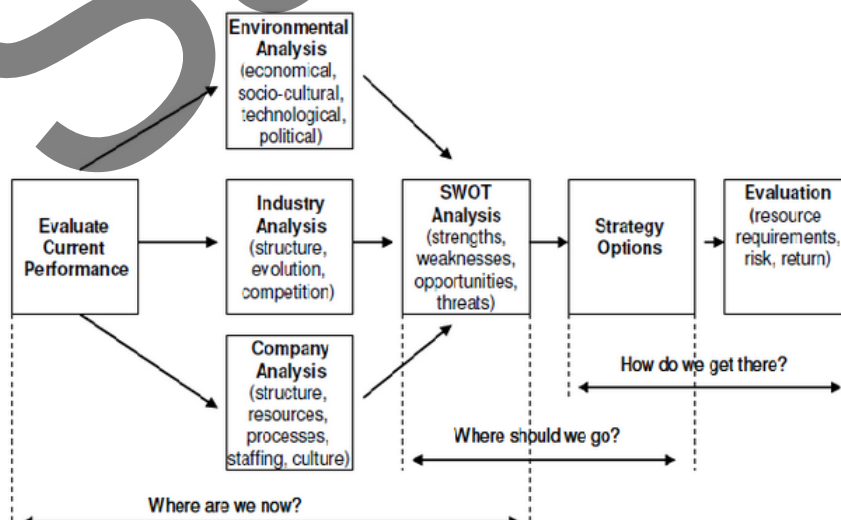 Environmental
Analysis
(economical,
socio-cultural,
technological,
political)
Evaluate
Current
Performance
Industry
Analysis
(structure,
evolution,
competition)
Company
Analysis
(structure,
resources,
processes,
staffing, culture)
SWOT
Analysis
(strengths,
weaknesses,
opportunities,
threats)
Strategy
Options
Evaluation
(resource
requirements,
risk, return)
How do we get there?
Where should we go?
Where are we now?